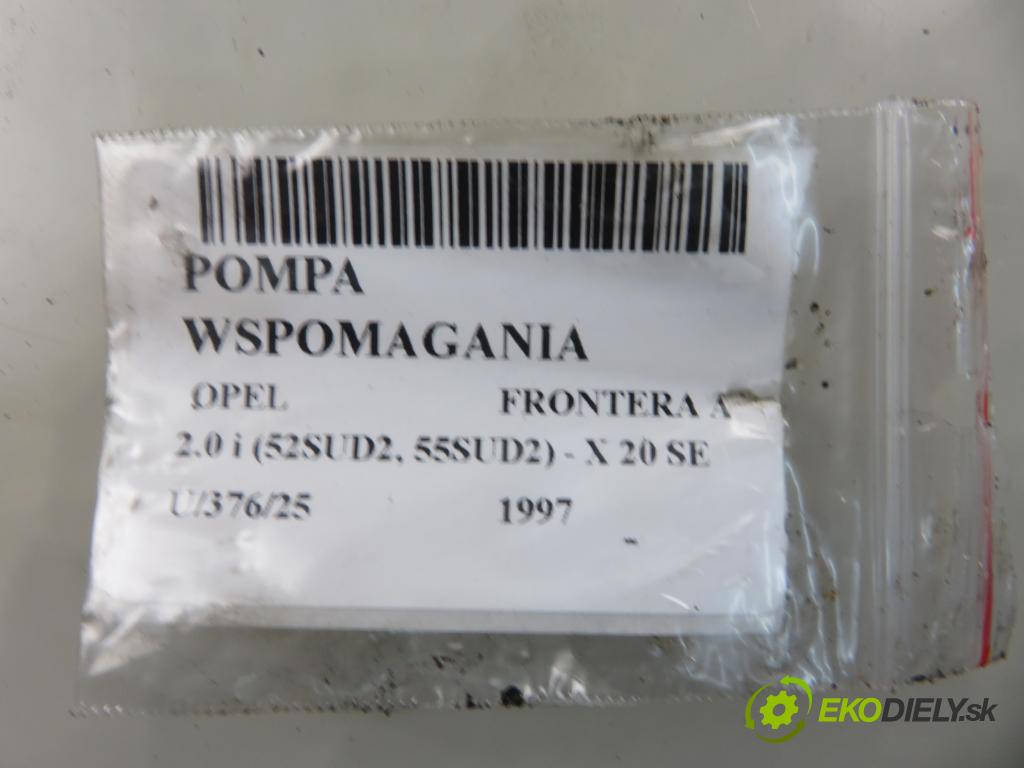 POMPA
WSPOMAGANIA
OPEL FRONTERA A
2.0 i (52SUD2, 55SUD2) - X 20 SE
U/376/25 1997
-
EKODIELY.sk